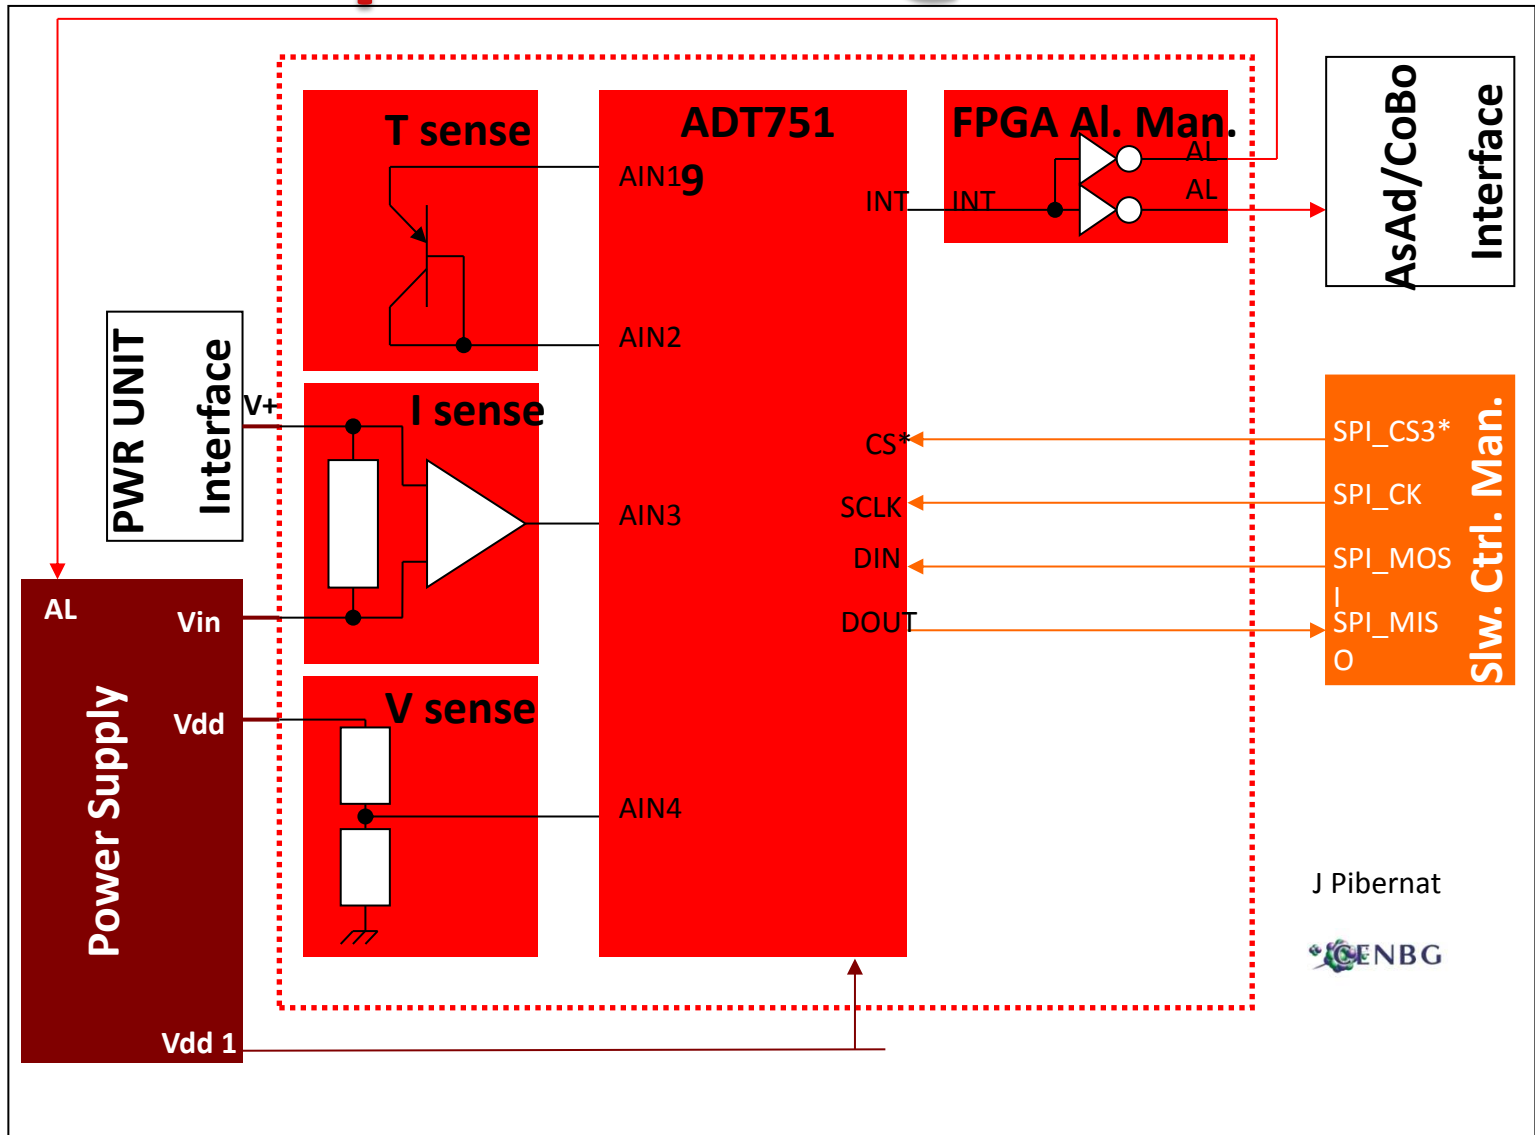 T sense
ADT751
9
FPGA Al. Man.
AL
AL
AIN1
INT
INT
AsAd/CoBo
Interface
AIN2
PWR UNIT
Interface
V+
I sense
AIN3
CS*
SCLK
DIN
DOUT
SPI_CS3*
SPI_CK
SPI_MOS
I
SPI_MIS
O
Slw. Ctrl. Man.
AL
Vin
Vdd
Power Supply
Vdd 1
V sense
AIN4
J Pibernat
CENBG